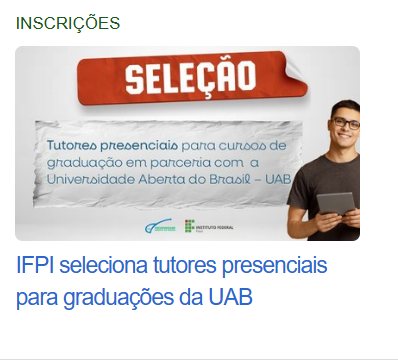 INSCRIÇÕES
SELEÇÃO
Tutores presenciais para cursos de
graduação em parceria com a
Universidade Aberta do Brasil – UAB
INSTITUTO FEDERAL
Piauí
IFPI seleciona tutores presenciais
para graduações da UAB